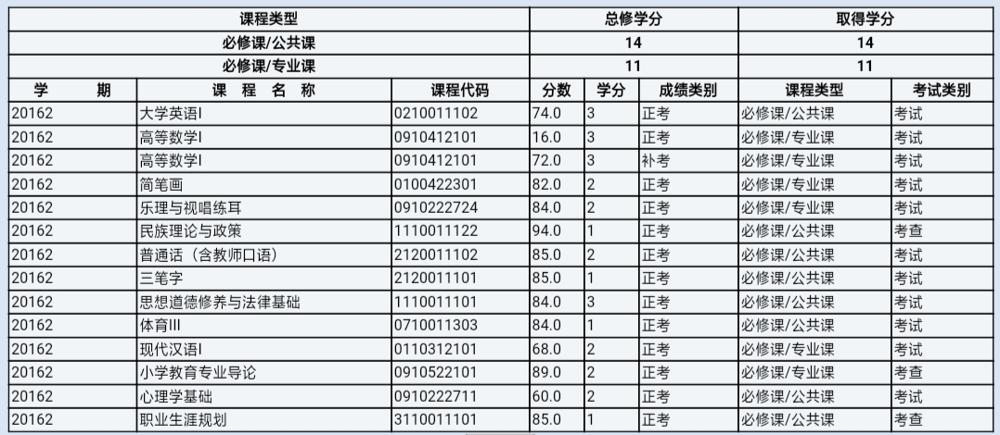 课程类型 总修学分 取得学分
必修课/公共课 14 14
必修课/专业课 11 11
学 期 课 程 名 称 课程代码 分数 学分 成绩类别 课程类型 考试类别
20162 大学英语Ⅰ 0210011102 74.0 3 正考 必修课/公共课 考试
20162 高等数学Ⅰ 0910412101 16.0 3 正考 必修课/专业课 考试
20162 高等数学Ⅰ 0910412101 72.0 3 补考 必修课/专业课 考试
20162 简笔画 0100422301 82.0 2 正考 必修课/专业课 考试
20162 乐理与视唱练耳 0910222724 84.0 2 正考 必修课/专业课 考试
20162 民族理论与政策 1110011122 94.0 1 正考 必修课/公共课 考查
20162 普通话（含教师口语） 2120011102 85.0 2 正考 必修课/公共课 考试
20162 三笔字 2120011101 85.0 1 正考 必修课/公共课 考试
20162 思想道德修养与法律基础 1110011101 84.0 3 正考 必修课/公共课 考试
20162 体育Ⅲ 0710011303 84.0 1 正考 必修课/公共课 考试
20162 现代汉语Ⅰ 0110312101 68.0 2 正考 必修课/专业课 考试
20162 小学教育专业导论 0910522101 89.0 2 正考 必修课/专业课 考查
20162 心理学基础 0910222711 60.0 2 正考 必修课/公共课 考试
20162 职业生涯规划 3110011101 85.0 1 正考 必修课/公共课 考查